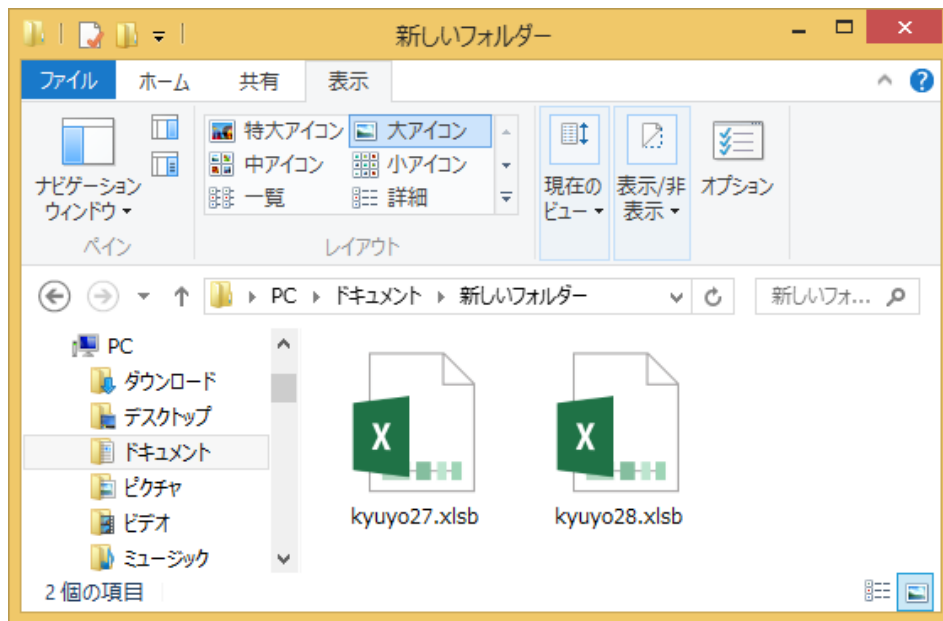 新しいフォルダー
ファイル ホーム 共有 表示
特大アイコン 大アイコン
中アイコン 小アイコン
一覧 詳細
ナビゲーション
ウィンドウ
現在の
ビュー
表示/非
表示
オプション
ペイン レイアウト
PC ドキュメント 新しいフォルダー 新しいフォ...
PC
ダウンロード
デスクトップ
ドキュメント
ピクチャ
ビデオ
ミュージック
kyuyo27.xlsb kyuyo28.xlsb
2 個の項目